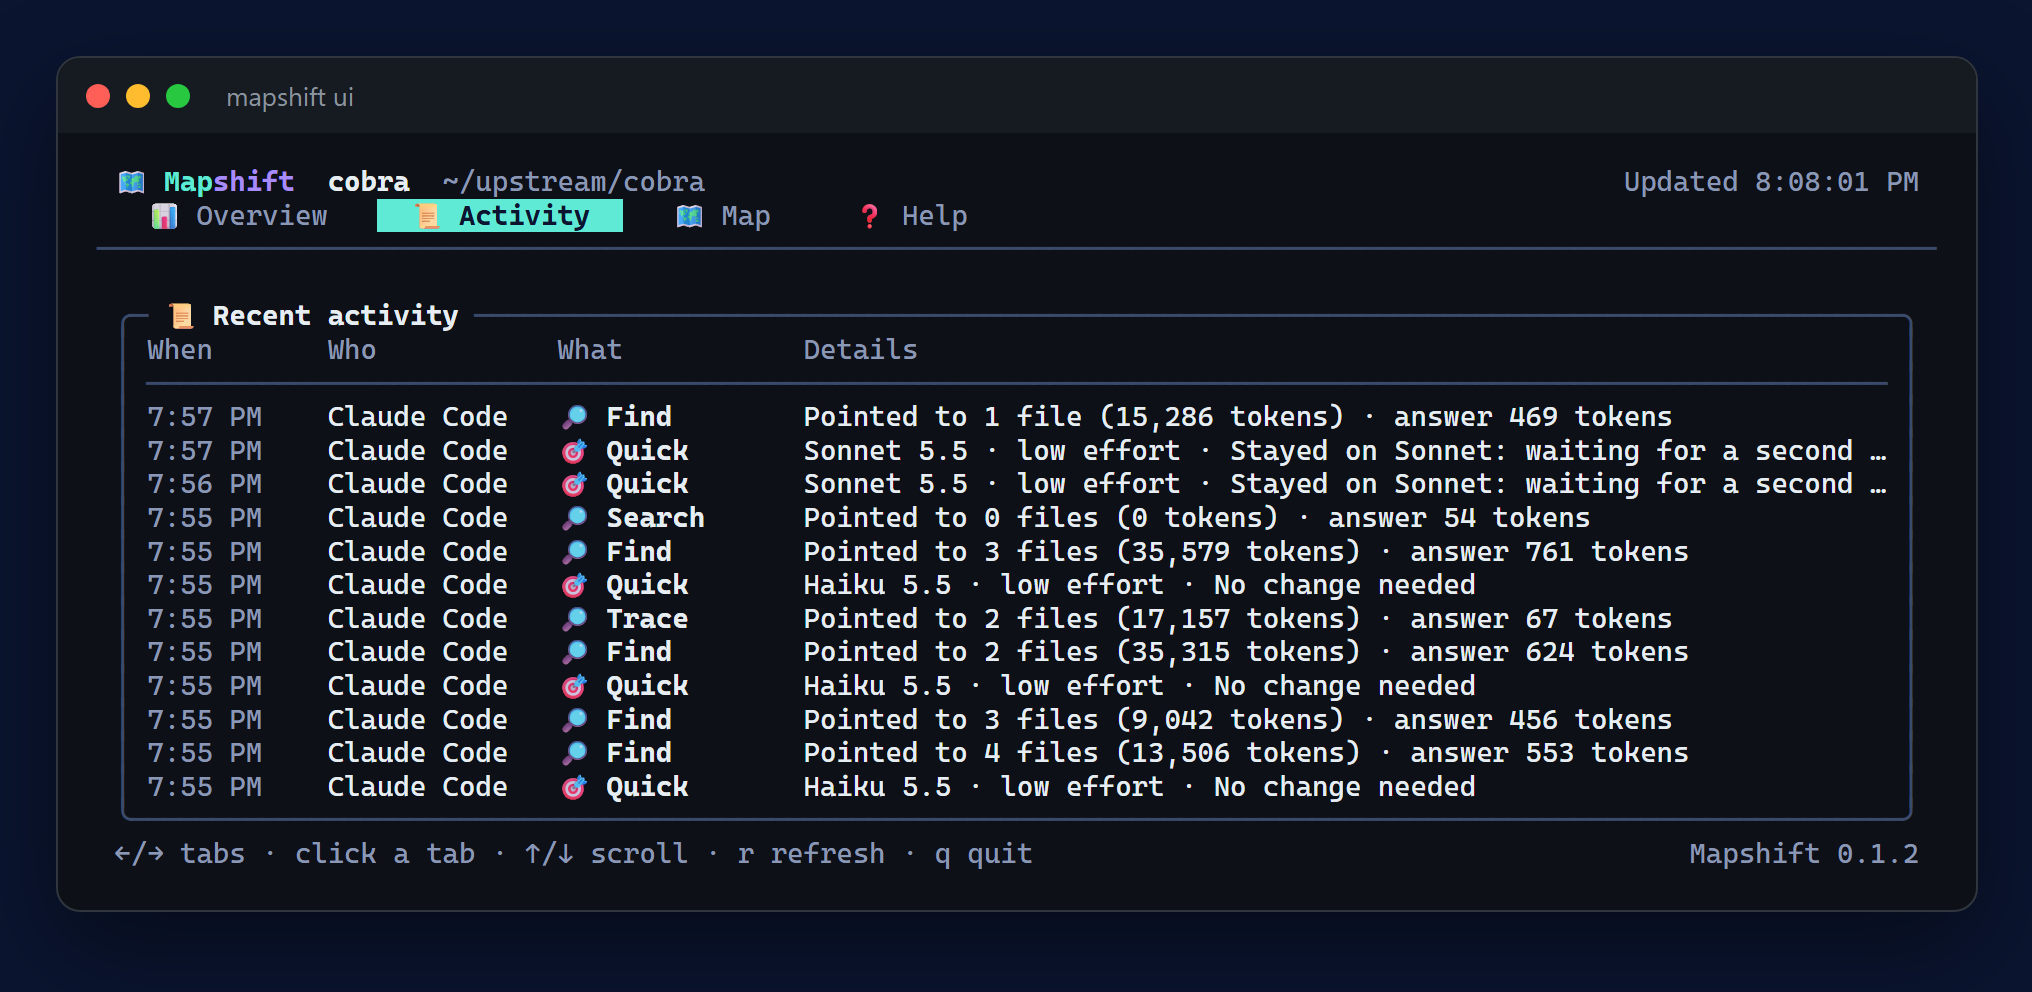 mapshift ui
Mapshift cobra ~/upstream/cobra Updated 8:08:01 PM
Overview Activity Map Help
Recent activity
When Who What Details
7:57 PM Claude Code Find Pointed to 1 file (15,286 tokens) · answer 469 tokens
7:57 PM Claude Code Quick Sonnet 5.5 · low effort · Stayed on Sonnet: waiting for a second …
7:56 PM Claude Code Quick Sonnet 5.5 · low effort · Stayed on Sonnet: waiting for a second …
7:55 PM Claude Code Search Pointed to 0 files (0 tokens) · answer 54 tokens
7:55 PM Claude Code Find Pointed to 3 files (35,579 tokens) · answer 761 tokens
7:55 PM Claude Code Quick Haiku 5.5 · low effort · No change needed
7:55 PM Claude Code Trace Pointed to 2 files (17,157 tokens) · answer 67 tokens
7:55 PM Claude Code Find Pointed to 2 files (35,315 tokens) · answer 624 tokens
7:55 PM Claude Code Quick Haiku 5.5 · low effort · No change needed
7:55 PM Claude Code Find Pointed to 3 files (9,042 tokens) · answer 456 tokens
7:55 PM Claude Code Find Pointed to 4 files (13,506 tokens) · answer 553 tokens
7:55 PM Claude Code Quick Haiku 5.5 · low effort · No change needed
←/→ tabs · click a tab · ↑/↓ scroll · r refresh · q quit Mapshift 0.1.2